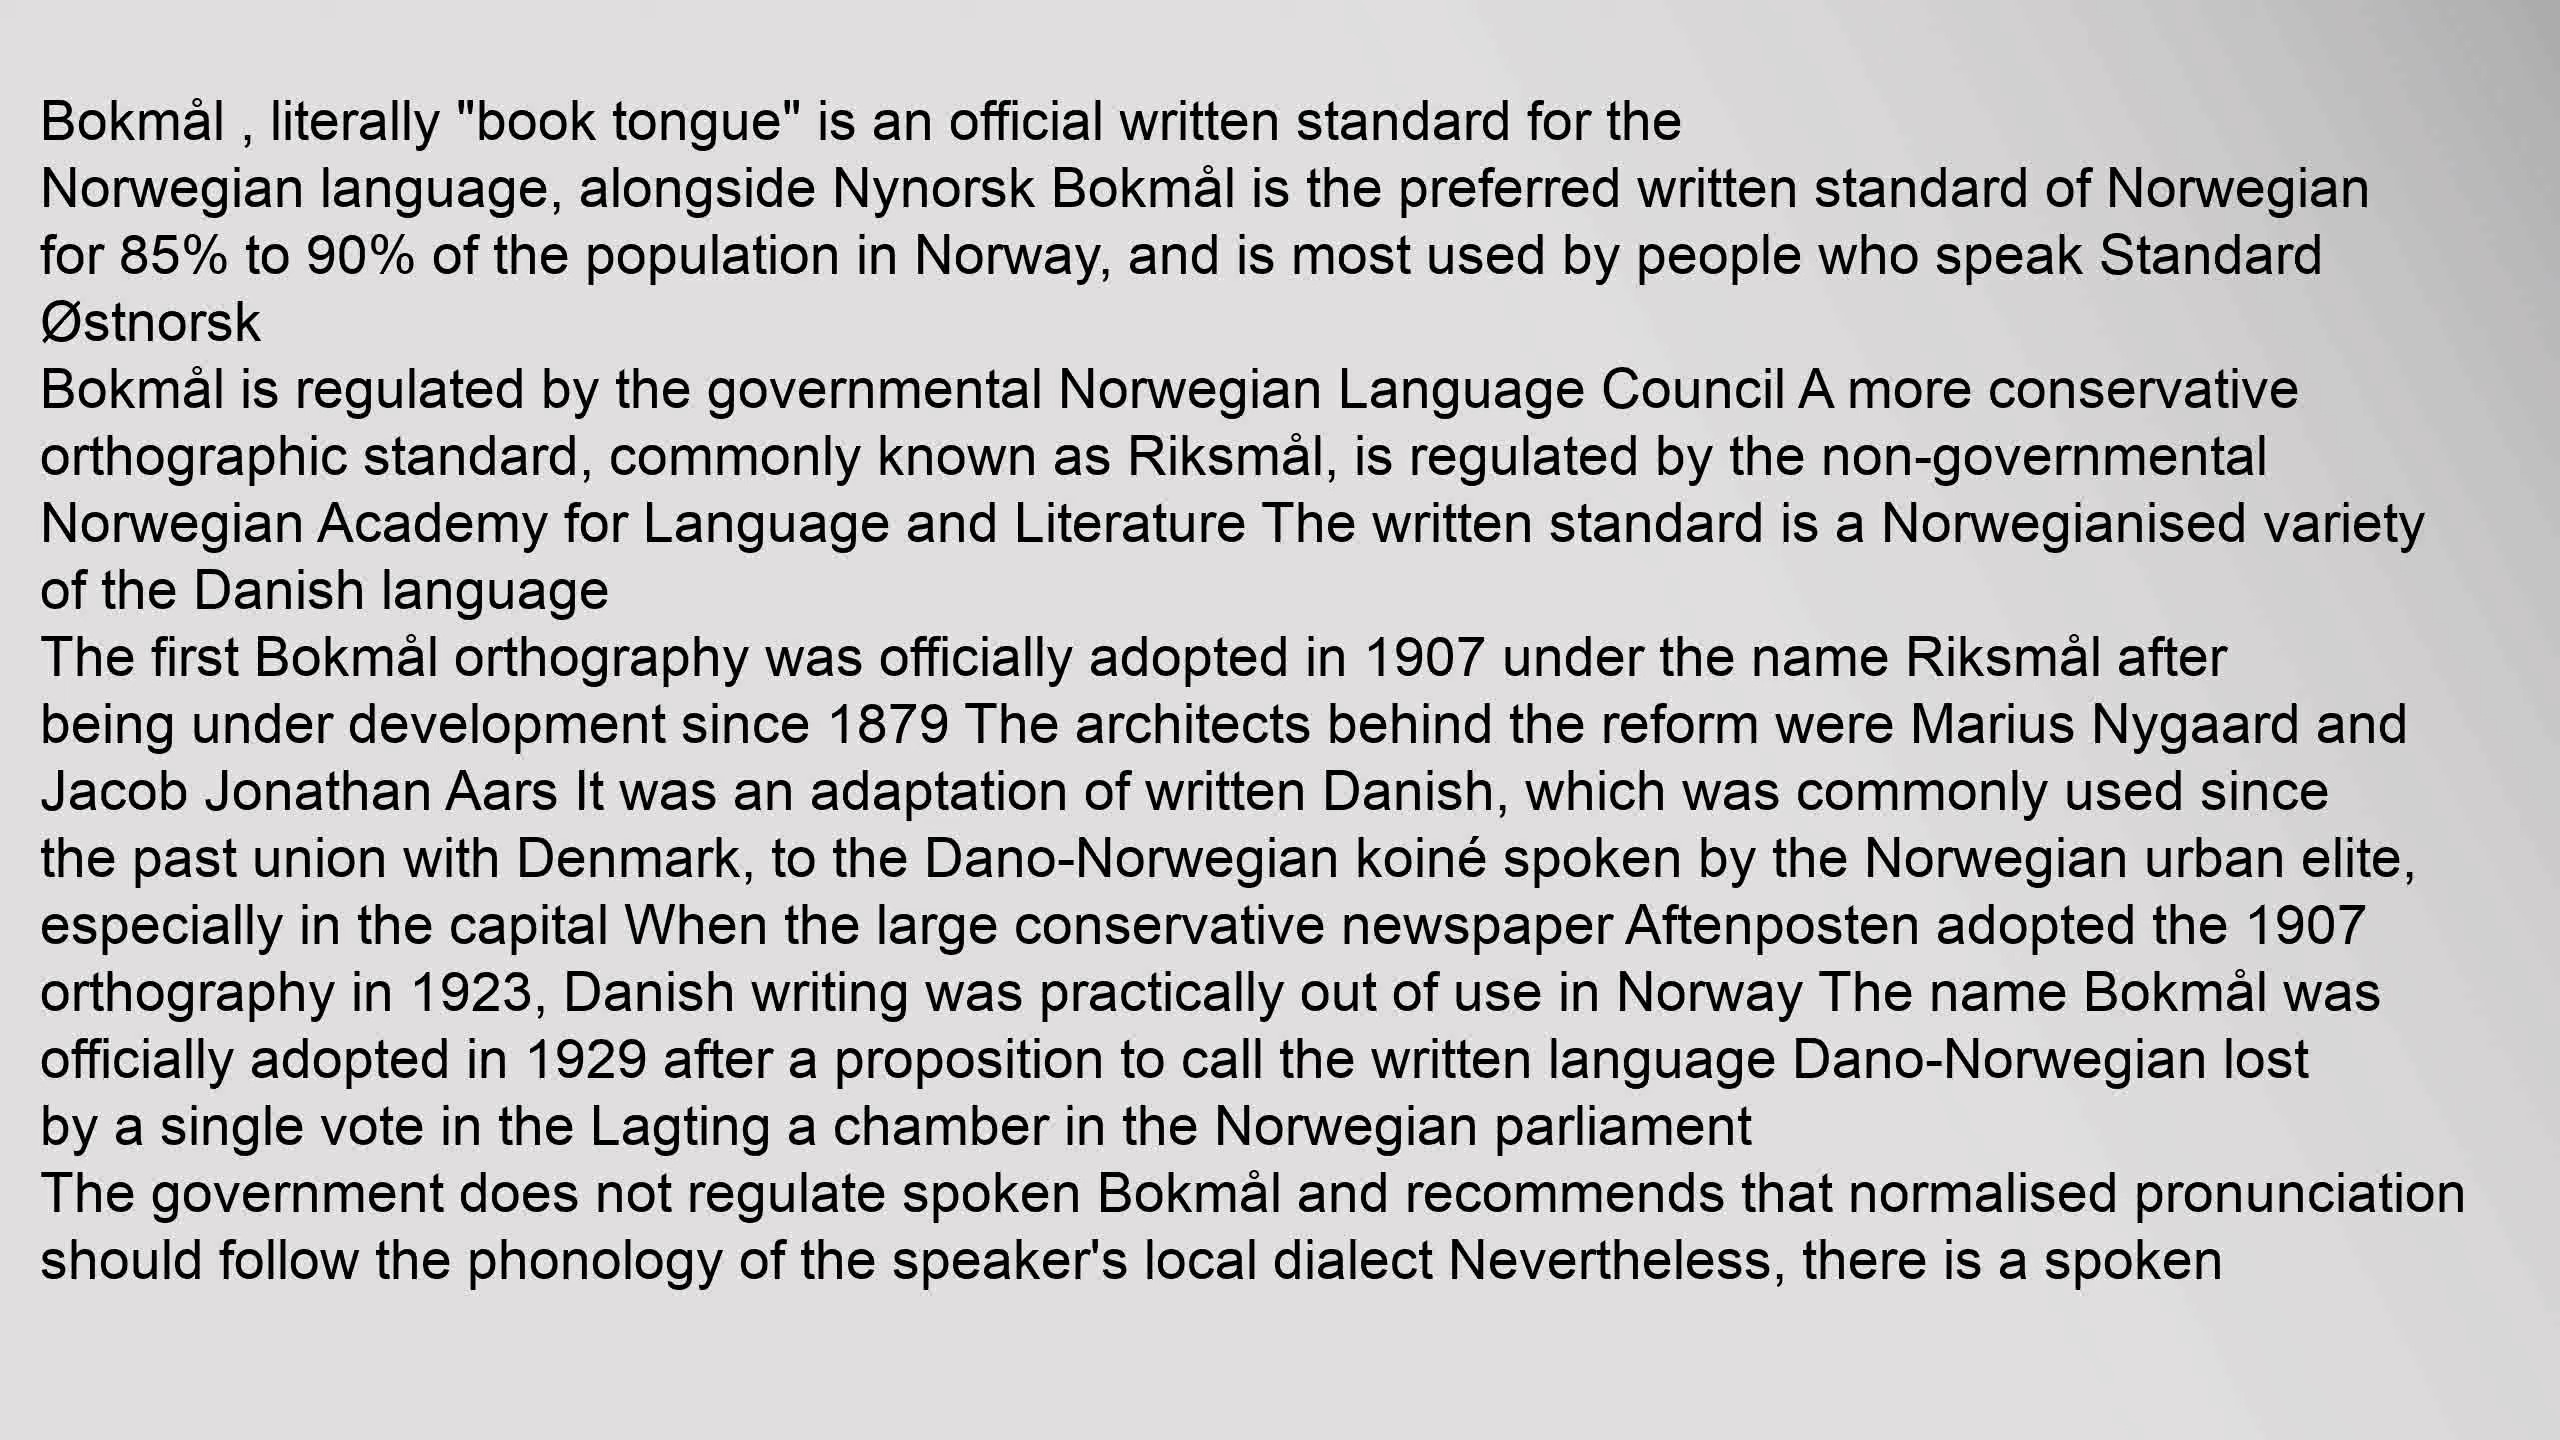 Bokmål , literally "book tongue" is an official written standard for the
Norwegian language, alongside Nynorsk Bokmål is the preferred written standard of Norwegian
for 85% to 90% of the population in Norway, and is most used by people who speak Standard
Østnorsk
Bokmål is regulated by the governmental Norwegian Language Council A more conservative
orthographic standard, commonly known as Riksmål, is regulated by the non-governmental
Norwegian Academy for Language and Literature The written standard is a Norwegianised variety
of the Danish language
The first Bokmål orthography was officially adopted in 1907 under the name Riksmål after
being under development since 1879 The architects behind the reform were Marius Nygaard and
Jacob Jonathan Aars It was an adaptation of written Danish, which was commonly used since
the past union with Denmark, to the Dano-Norwegian koiné spoken by the Norwegian urban elite,
especially in the capital When the large conservative newspaper Aftenposten adopted the 1907
orthography in 1923, Danish writing was practically out of use in Norway The name Bokmål was
officially adopted in 1929 after a proposition to call the written language Dano-Norwegian lost
by a single vote in the Lagting a chamber in the Norwegian parliament
The government does not regulate spoken Bokmål and recommends that normalised pronunciation
should follow the phonology of the speaker's local dialect Nevertheless, there is a spoken